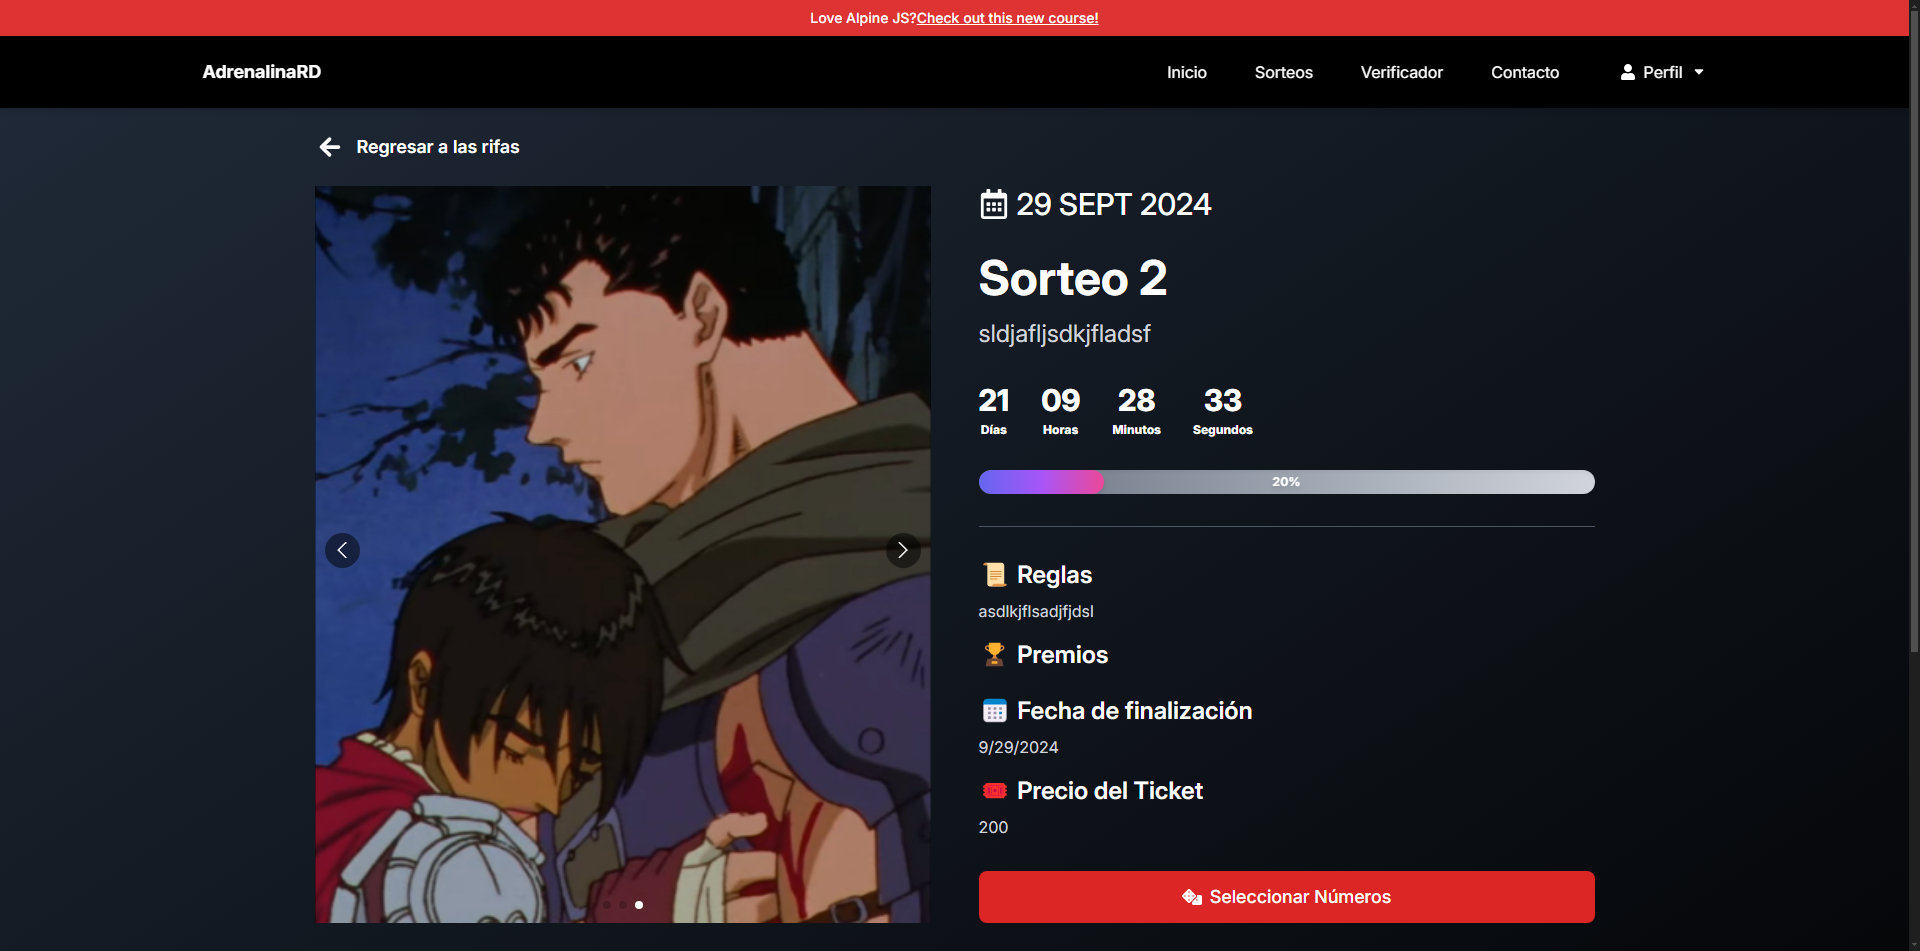 Love Alpine JS?Check out this new course!
AdrenalinaRD
Inicio
Sorteos
Verificador
Contacto
Perfil
Regresar a las rifas
29 SEPT 2024
Sorteo 2
sldjafljsdkjfladsf
21 09 28 33
Días Horas Minutos Segundos
20%
Reglas
asdlkjflsadjfjdsl
Premios
Fecha de finalización
9/29/2024
Precio del Ticket
200
Seleccionar Números